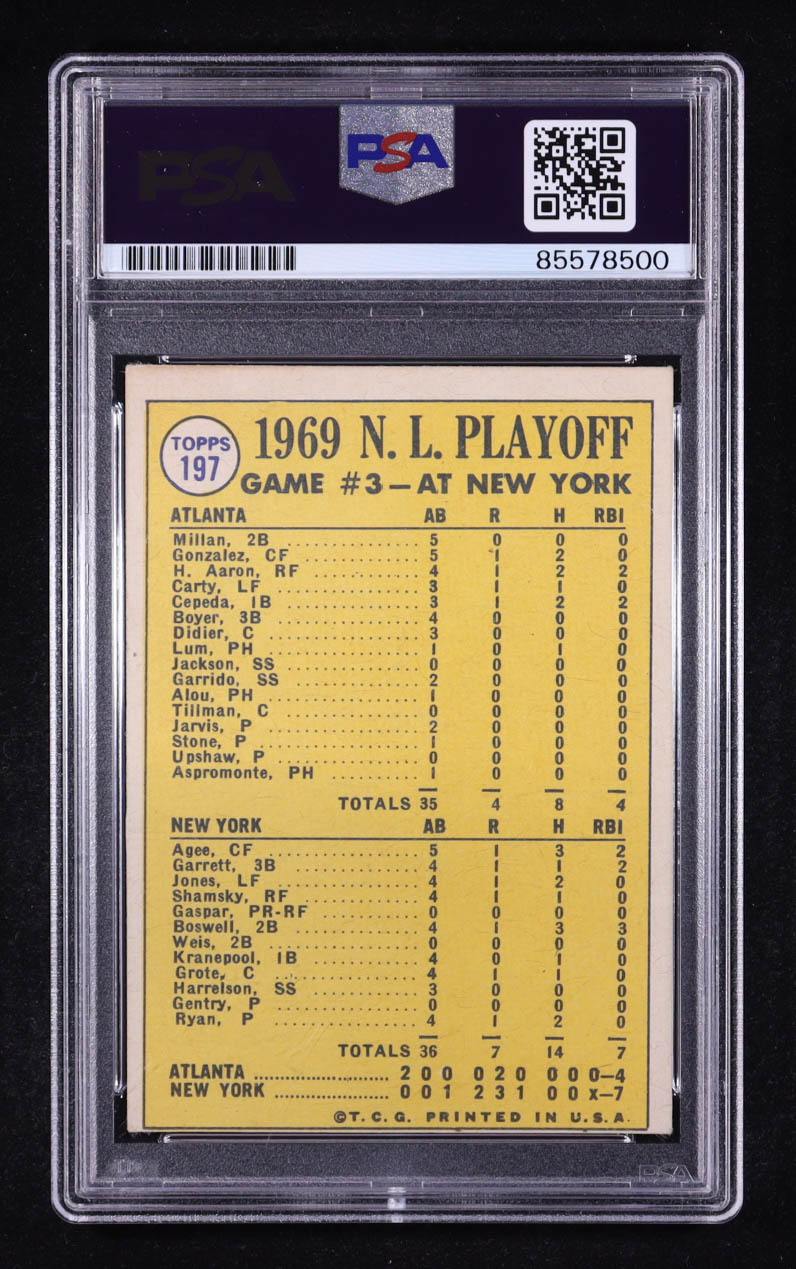 PSA PSA
85578500
TOPPS 197
1969 N. L. PLAYOFF
GAME #3—AT NEW YORK
ATLANTA AB R H RBI
Millan, 2B .............. 5 0 0 0
Gonzalez, CF .............. 5 1 2 0
H. Aaron, RF ........... 4 1 2 2
Carty, LF .............. 3 1 1 0
Cepeda, 1B .............. 3 1 2 2
Boyer, 3B .............. 4 0 0 0
Didier, C ................ 3 0 0 0
Lum, PH ................ 1 0 1 0
Jackson, SS .............. 0 0 0 0
Garrido, SS .............. 2 0 0 0
Alou, PH ................ 1 0 0 0
Tillman, C .............. 0 0 0 0
Jarvis, P ................ 2 0 0 0
Stone, P ................ 1 0 0 0
Upshaw, P .............. 0 0 0 0
Aspromonte, PH ......... 1 0 0 0
TOTALS 35 4 8 4
NEW YORK AB R H RBI
Agee, CF ................ 5 1 3 2
Garrett, 3B .............. 4 1 1 2
Jones, LF .............. 4 1 2 0
Shamsky, RF ............ 4 1 1 0
Gaspar, PR-RF .......... 0 0 0 0
Boswell, 2B .............. 4 1 3 3
Weis, 2B ................ 0 0 0 0
Kranepool, 1B ............ 4 0 1 0
Grote, C ................ 4 1 1 0
Harrelson, SS ............ 3 0 0 0
Gentry, P ................ 0 0 0 0
Ryan, P ................ 4 1 2 0
TOTALS 36 7 14 7
ATLANTA ...................... 2 0 0 0 2 0 0 0 0—4
NEW YORK .................. 0 0 1 2 3 1 0 0 x—7
©T. C. G. PRINTED IN U. S. A.
PSA